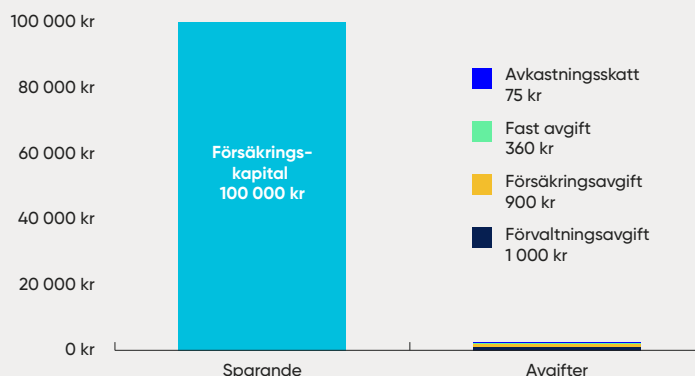 100 000 kr
80 000 kr
60 000 kr
40 000 kr
20 000 kr
0 kr
Försäkrings-
kapital
100 000 kr
Avkastningsskatt
75 kr
Fast avgift
360 kr
Försäkringsavgift
900 kr
Förvaltningsavgift
1 000 kr
Sparande
Avgifter